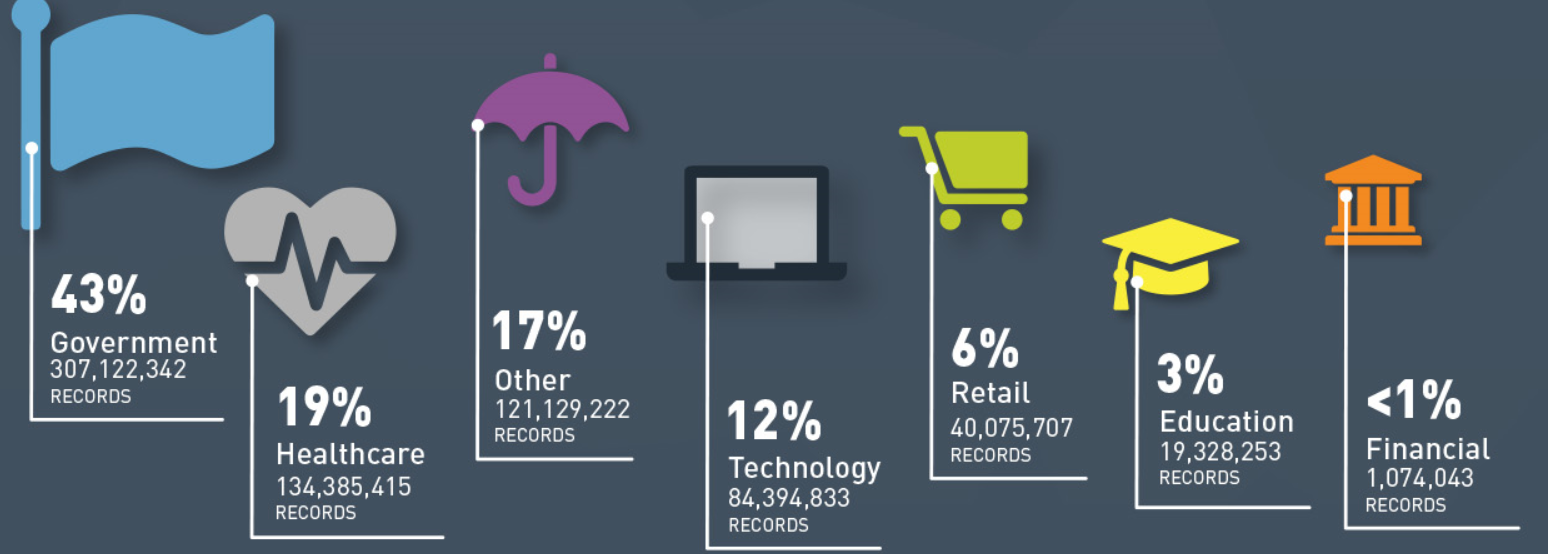 43%
Government
307,122,342
RECORDS
19%
Healthcare
134,385,415
RECORDS
17%
Other
121,129,222
RECORDS
12%
Technology
84,394,833
RECORDS
6%
Retail
40,075,707
RECORDS
3%
Education
19,328,253
RECORDS
<1%
Financial
1,074,043
RECORDS